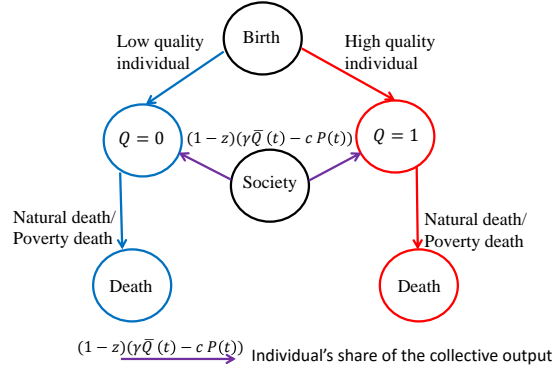 Birth
Low quality
individual
High quality
individual
Q = 0
(1 − z)(γQ̅ (t) − c P(t))
Q = 1
Society
Natural death/
Poverty death
Natural death/
Poverty death
Death
Death
(1 − z)(γQ̅ (t) − c P(t))
Individual's share of the collective output